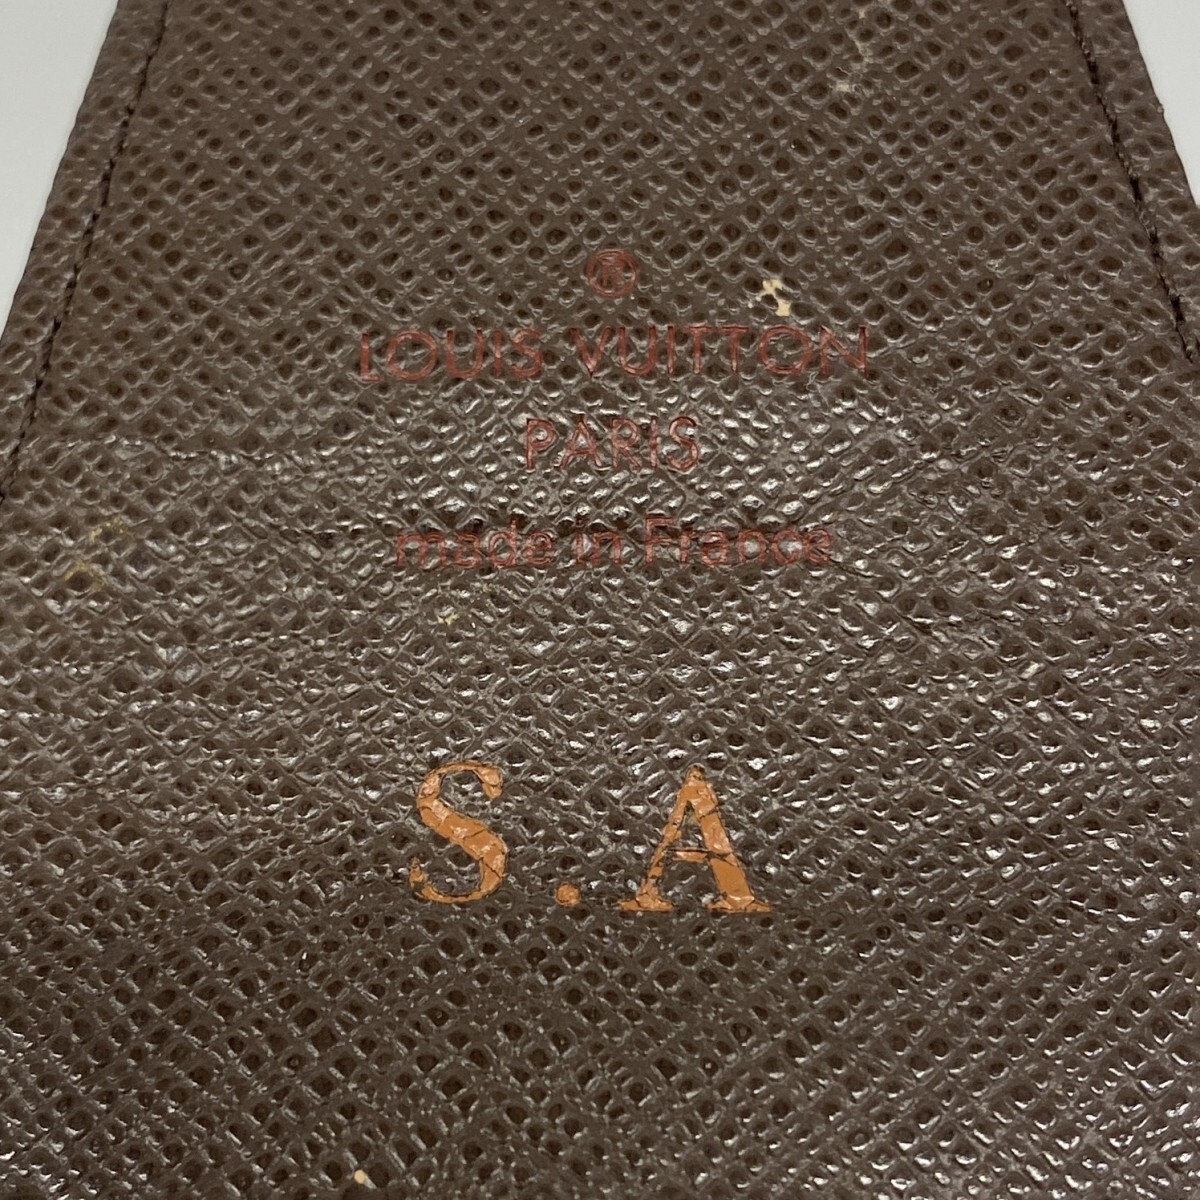 ®
LOUIS VUITTON
PARIS
made in France
S.A